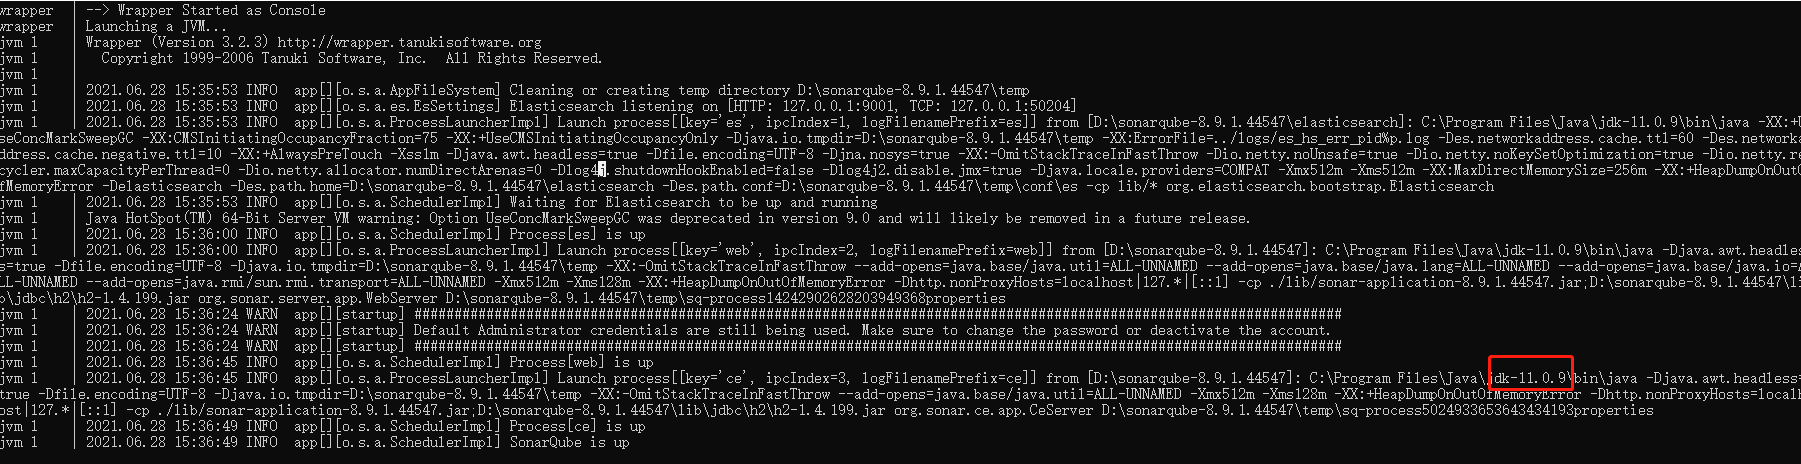 wrapper  | --> Wrapper Started as Console
wrapper  | Launching a JVM...
jvm 1    | Wrapper (Version 3.2.3) http://wrapper.tanukisoftware.org
jvm 1    |   Copyright 1999-2006 Tanuki Software, Inc.  All Rights Reserved.
jvm 1    |
jvm 1    | 2021.06.28 15:35:53 INFO  app[][o.s.a.AppFileSystem] Cleaning or creating temp directory D:\sonarqube-8.9.1.44547\temp
jvm 1    | 2021.06.28 15:35:53 INFO  app[][o.s.a.es.EsSettings] Elasticsearch listening on [HTTP: 127.0.0.1:9001, TCP: 127.0.0.1:50204]
jvm 1    | 2021.06.28 15:35:53 INFO  app[][o.s.a.ProcessLauncherImpl] Launch process[[key='es', ipcIndex=1, logFilenamePrefix=es]] from [D:\sonarqube-8.9.1.44547\elasticsearch]: C:\Program Files\Java\jdk-11.0.9\bin\java -XX:+U
seConcMarkSweepGC -XX:CMSInitiatingOccupancyFraction=75 -XX:+UseCMSInitiatingOccupancyOnly -Djava.io.tmpdir=D:\sonarqube-8.9.1.44547\temp -XX:ErrorFile=../logs/es_hs_err_pid%p.log -Des.networkaddress.cache.ttl=60 -Des.networka
ddress.cache.negative.ttl=10 -XX:+AlwaysPreTouch -Xss1m -Djava.awt.headless=true -Dfile.encoding=UTF-8 -Djna.nosys=true -XX:-OmitStackTraceInFastThrow -Dio.netty.noUnsafe=true -Dio.netty.noKeySetOptimization=true -Dio.netty.re
cycler.maxCapacityPerThread=0 -Dio.netty.allocator.numDirectArenas=0 -Dlog4j.shutdownHookEnabled=false -Dlog4j2.disable.jmx=true -Djava.locale.providers=COMPAT -Xmx512m -Xms512m -XX:MaxDirectMemorySize=256m -XX:+HeapDumpOnOutO
fMemoryError -Delasticsearch -Des.path.home=D:\sonarqube-8.9.1.44547\elasticsearch -Des.path.conf=D:\sonarqube-8.9.1.44547\temp\conf\es -cp lib/* org.elasticsearch.bootstrap.Elasticsearch
jvm 1    | 2021.06.28 15:35:53 INFO  app[][o.s.a.SchedulerImpl] Waiting for Elasticsearch to be up and running
jvm 1    | Java HotSpot(TM) 64-Bit Server VM warning: Option UseConcMarkSweepGC was deprecated in version 9.0 and will likely be removed in a future release.
jvm 1    | 2021.06.28 15:36:00 INFO  app[][o.s.a.SchedulerImpl] Process[es] is up
jvm 1    | 2021.06.28 15:36:00 INFO  app[][o.s.a.ProcessLauncherImpl] Launch process[[key='web', ipcIndex=2, logFilenamePrefix=web]] from [D:\sonarqube-8.9.1.44547]: C:\Program Files\Java\jdk-11.0.9\bin\java -Djava.awt.headles
s=true -Dfile.encoding=UTF-8 -Djava.io.tmpdir=D:\sonarqube-8.9.1.44547\temp -XX:-OmitStackTraceInFastThrow --add-opens=java.base/java.util=ALL-UNNAMED --add-opens=java.base/java.lang=ALL-UNNAMED --add-opens=java.base/java.io=A
LL-UNNAMED --add-opens=java.rmi/sun.rmi.transport=ALL-UNNAMED -Xmx512m -Xms128m -XX:+HeapDumpOnOutOfMemoryError -Dhttp.nonProxyHosts=localhost|127.*|[::1] -cp ./lib/sonar-application-8.9.1.44547.jar;D:\sonarqube-8.9.1.44547\li
b\jdbc\h2\h2-1.4.199.jar org.sonar.server.app.WebServer D:\sonarqube-8.9.1.44547\temp\sq-process14242902628203949368properties
jvm 1    | 2021.06.28 15:36:24 WARN  app[][startup] ####################################################################################################################
jvm 1    | 2021.06.28 15:36:24 WARN  app[][startup] Default Administrator credentials are still being used. Make sure to change the password or deactivate the account.
jvm 1    | 2021.06.28 15:36:24 WARN  app[][startup] ####################################################################################################################
jvm 1    | 2021.06.28 15:36:45 INFO  app[][o.s.a.SchedulerImpl] Process[web] is up
jvm 1    | 2021.06.28 15:36:45 INFO  app[][o.s.a.ProcessLauncherImpl] Launch process[[key='ce', ipcIndex=3, logFilenamePrefix=ce]] from [D:\sonarqube-8.9.1.44547]: C:\Program Files\Java\jdk-11.0.9\bin\java -Djava.awt.headless=
true -Dfile.encoding=UTF-8 -Djava.io.tmpdir=D:\sonarqube-8.9.1.44547\temp -XX:-OmitStackTraceInFastThrow --add-opens=java.base/java.util=ALL-UNNAMED -Xmx512m -Xms128m -XX:+HeapDumpOnOutOfMemoryError -Dhttp.nonProxyHosts=localh
ost|127.*|[::1] -cp ./lib/sonar-application-8.9.1.44547.jar;D:\sonarqube-8.9.1.44547\lib\jdbc\h2\h2-1.4.199.jar org.sonar.ce.app.CeServer D:\sonarqube-8.9.1.44547\temp\sq-process5024933653643434193properties
jvm 1    | 2021.06.28 15:36:49 INFO  app[][o.s.a.SchedulerImpl] Process[ce] is up
jvm 1    | 2021.06.28 15:36:49 INFO  app[][o.s.a.SchedulerImpl] SonarQube is up